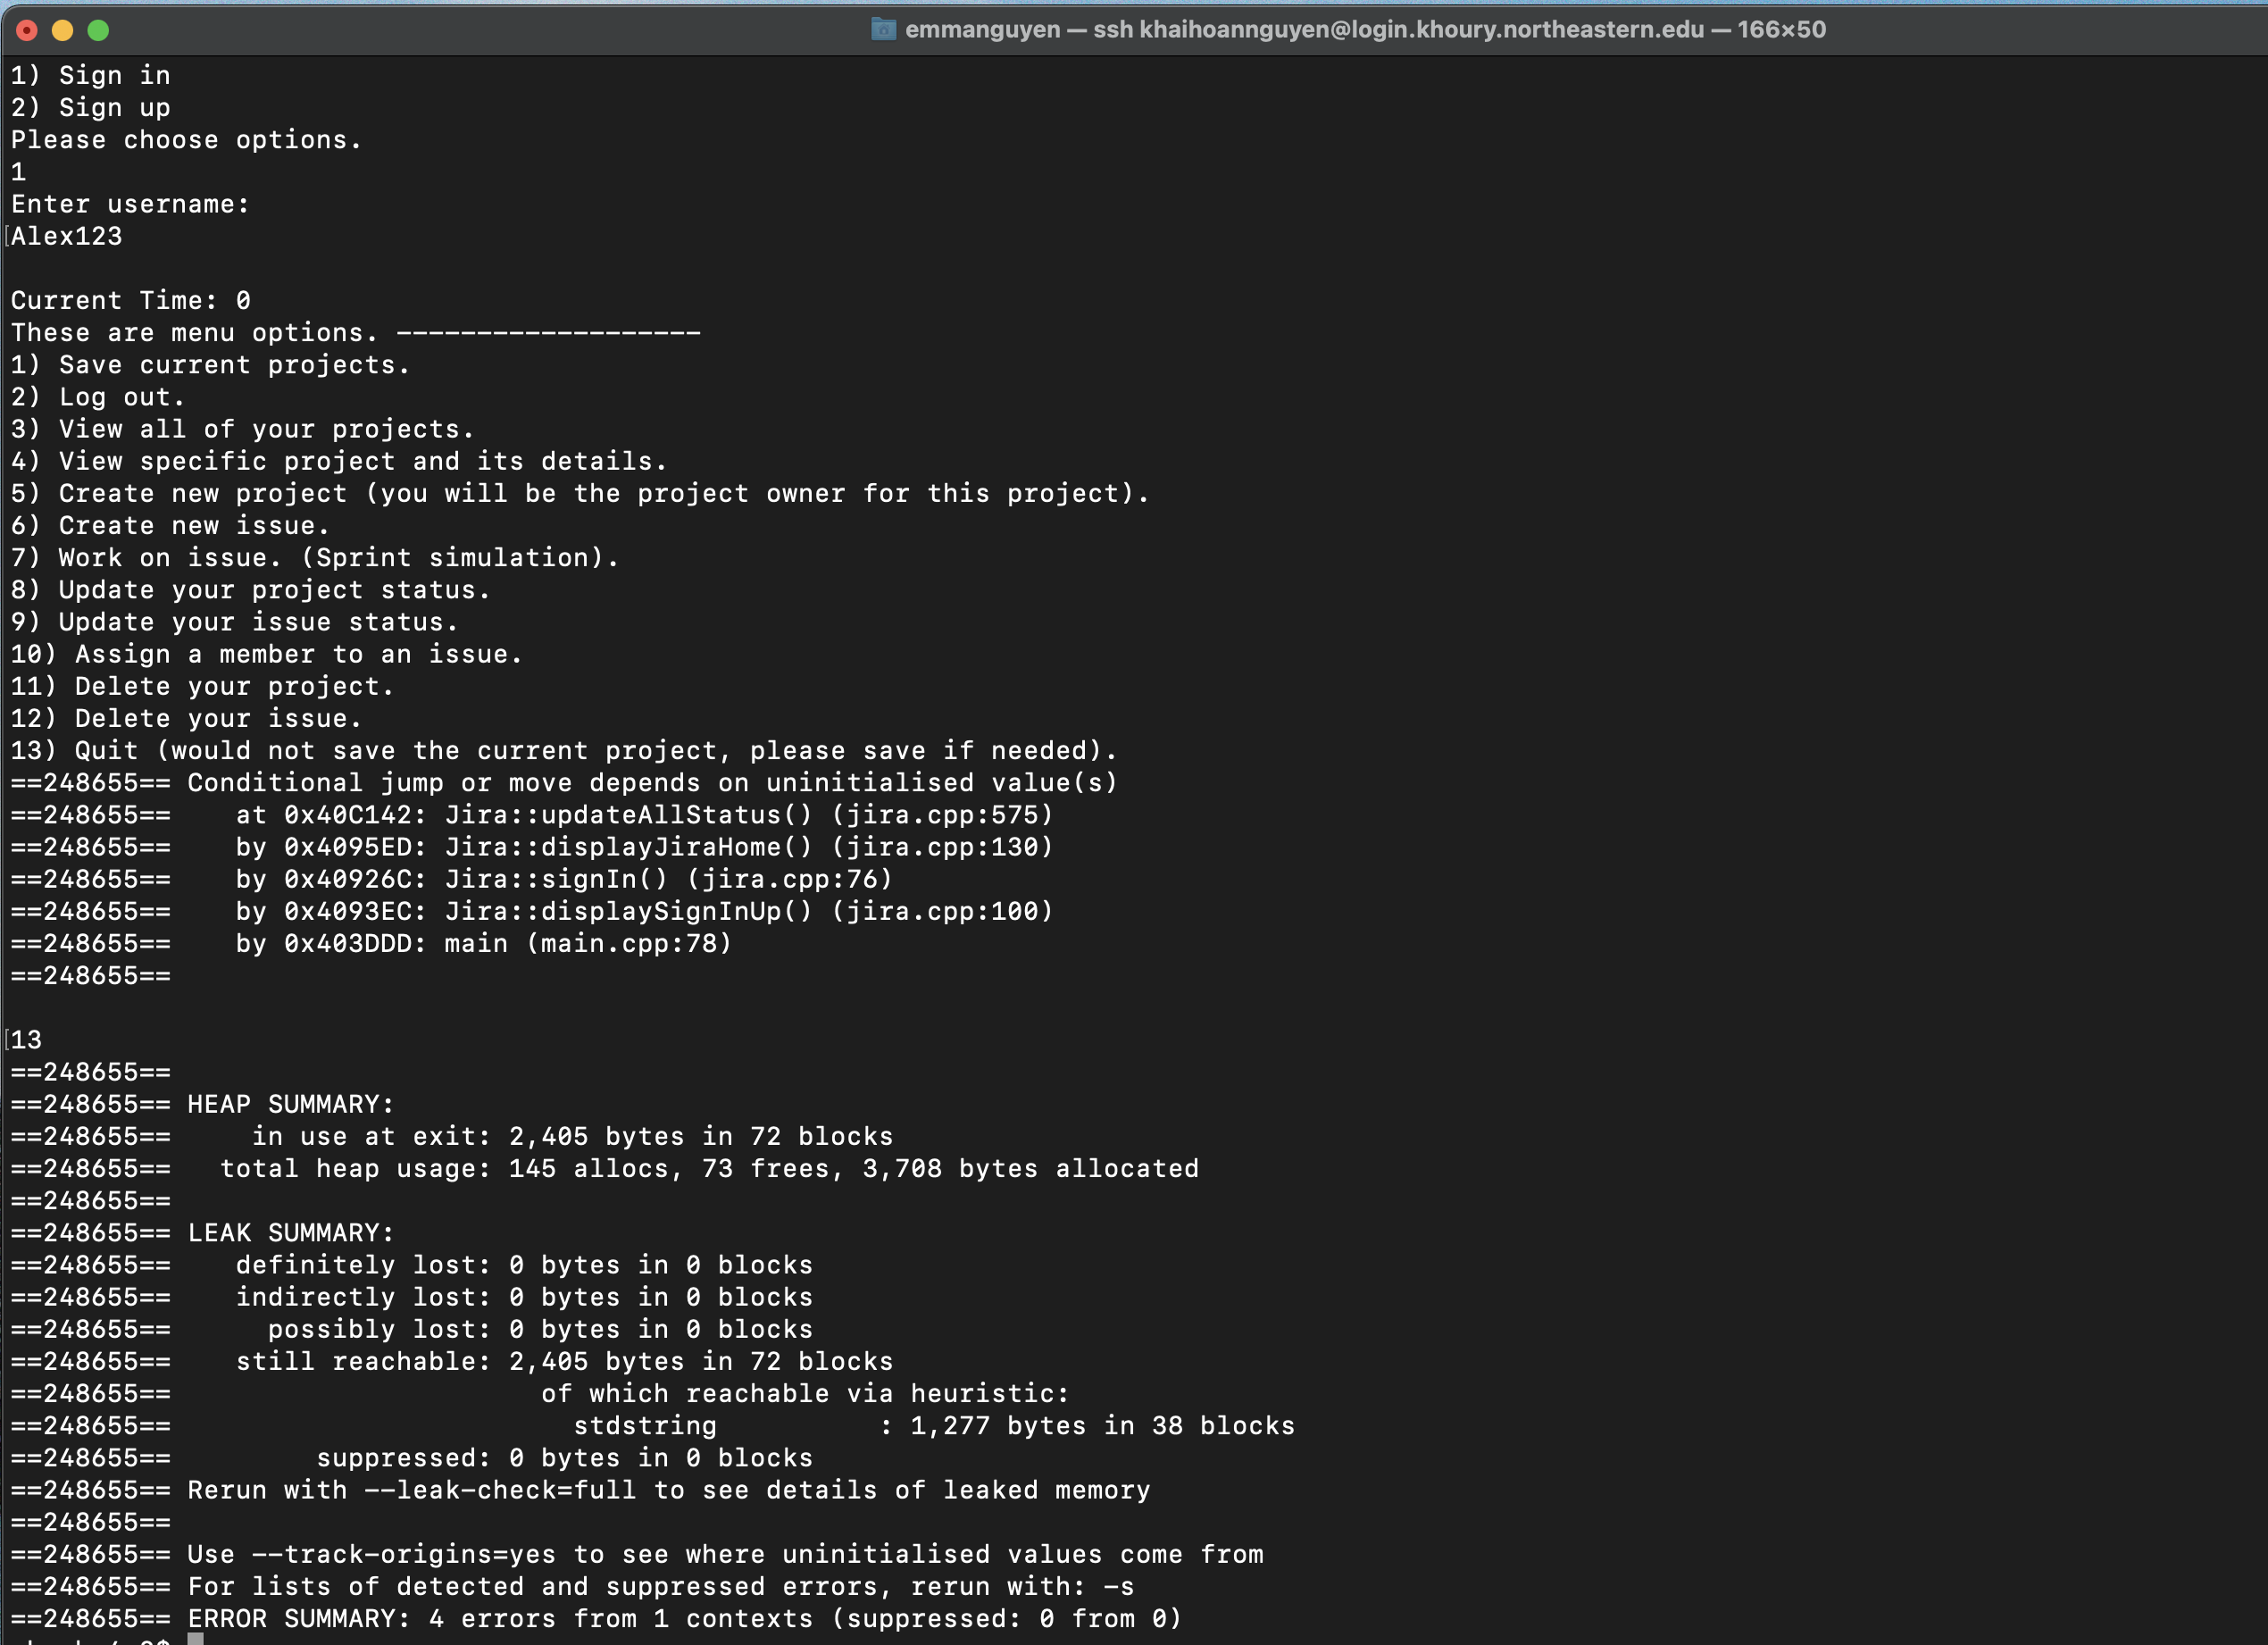 emmanguyen — ssh khaihoannguyen@login.khoury.northeastern.edu — 166×50
1) Sign in
2) Sign up
Please choose options.
1
Enter username:
[Alex123
Current Time: 0
These are menu options. -------------------
1) Save current projects.
2) Log out.
3) View all of your projects.
4) View specific project and its details.
5) Create new project (you will be the project owner for this project).
6) Create new issue.
7) Work on issue. (Sprint simulation).
8) Update your project status.
9) Update your issue status.
10) Assign a member to an issue.
11) Delete your project.
12) Delete your issue.
13) Quit (would not save the current project, please save if needed).
==248655== Conditional jump or move depends on uninitialised value(s)
==248655==    at 0x40C142: Jira::updateAllStatus() (jira.cpp:575)
==248655==    by 0x4095ED: Jira::displayJiraHome() (jira.cpp:130)
==248655==    by 0x40926C: Jira::signIn() (jira.cpp:76)
==248655==    by 0x4093EC: Jira::displaySignInUp() (jira.cpp:100)
==248655==    by 0x403DDD: main (main.cpp:78)
==248655==
[13
==248655==
==248655== HEAP SUMMARY:
==248655==     in use at exit: 2,405 bytes in 72 blocks
==248655==   total heap usage: 145 allocs, 73 frees, 3,708 bytes allocated
==248655==
==248655== LEAK SUMMARY:
==248655==    definitely lost: 0 bytes in 0 blocks
==248655==    indirectly lost: 0 bytes in 0 blocks
==248655==      possibly lost: 0 bytes in 0 blocks
==248655==    still reachable: 2,405 bytes in 72 blocks
==248655==                       of which reachable via heuristic:
==248655==                         stdstring          : 1,277 bytes in 38 blocks
==248655==         suppressed: 0 bytes in 0 blocks
==248655== Rerun with --leak-check=full to see details of leaked memory
==248655==
==248655== Use --track-origins=yes to see where uninitialised values come from
==248655== For lists of detected and suppressed errors, rerun with: -s
==248655== ERROR SUMMARY: 4 errors from 1 contexts (suppressed: 0 from 0)